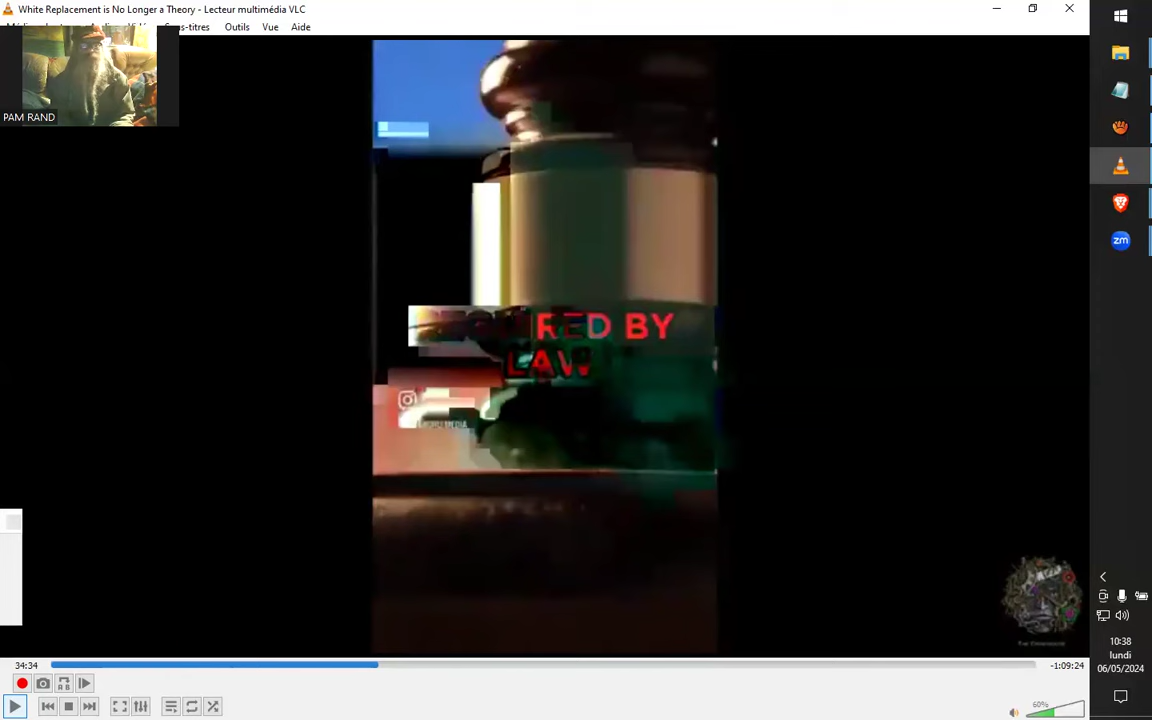 White Replacement is No Longer a Theory - Lecteur multimédia VLC
Outils Vue Aide
PAM RAND
RED BY
LAW
34:34
-1:09:24
60%
zm
10:38
lundi
06/05/2024